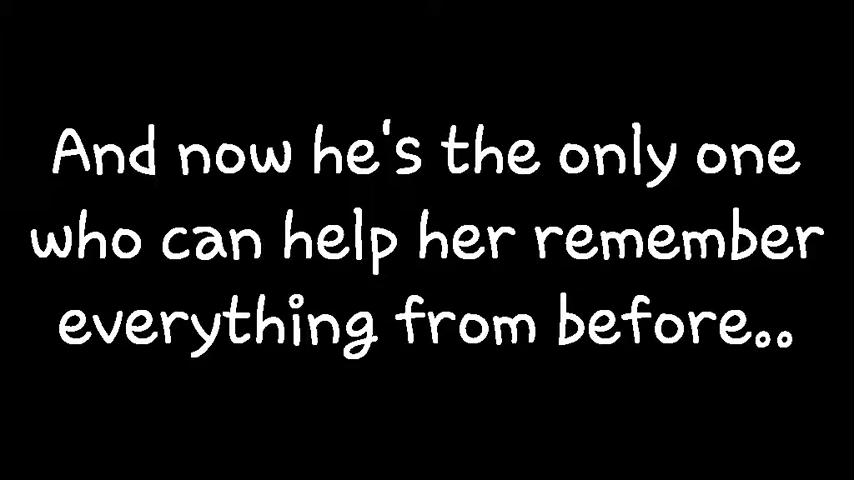 And now he's the only one
who can help her remember
everything from before..